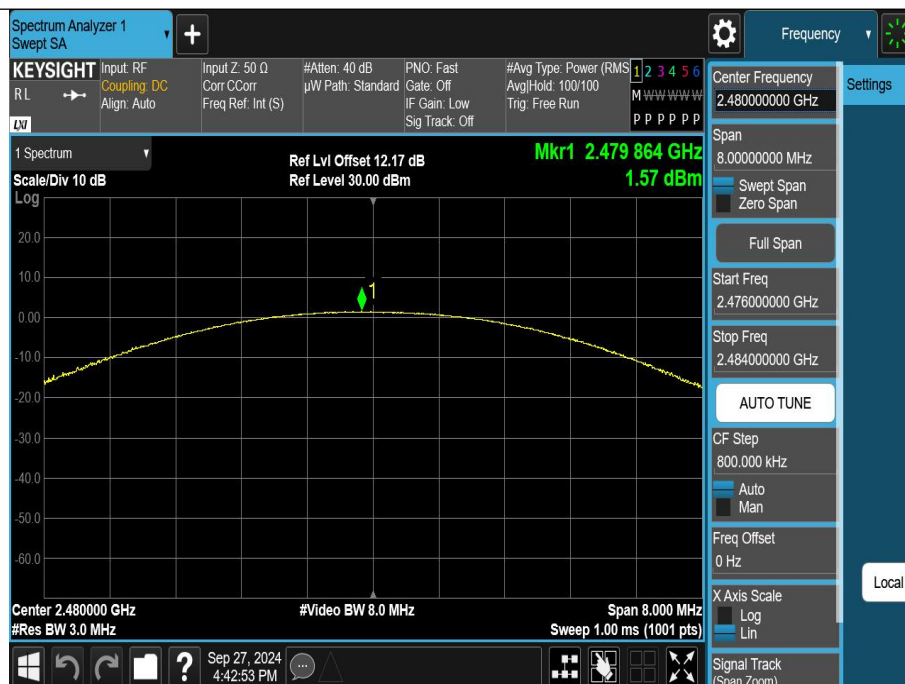 Spectrum Analyzer 1
Swept SA
Frequency
KEYSIGHT
RL
LXI
Input: RF
Coupling: DC
Align: Auto
Input Z: 50 Ω
Corr CCorr
Freq Ref: Int (S)
#Atten: 40 dB
µW Path: Standard
PNO: Fast
Gate: Off
IF Gain: Low
Sig Track: Off
#Avg Type: Power (RMS
Avg|Hold: 100/100
Trig: Free Run
1 2 3 4 5 6
M W W W W W
P P P P P P
Center Frequency
2.480000000 GHz
Settings
Span
8.00000000 MHz
Swept Span
Zero Span
Full Span
Start Freq
2.476000000 GHz
Stop Freq
2.484000000 GHz
AUTO TUNE
CF Step
800.000 kHz
Auto
Man
Freq Offset
0 Hz
X Axis Scale
Log
Lin
Signal Track
(Span Zoom)
Local
1 Spectrum
Scale/Div 10 dB
Ref Lvl Offset 12.17 dB
Ref Level 30.00 dBm
Mkr1 2.479 864 GHz
1.57 dBm
Log
20.0
10.0
0.00
-10.0
-20.0
-30.0
-40.0
-50.0
-60.0
1
Center 2.480000 GHz
#Res BW 3.0 MHz
#Video BW 8.0 MHz
Span 8.000 MHz
Sweep 1.00 ms (1001 pts)
?
Sep 27, 2024
4:42:53 PM